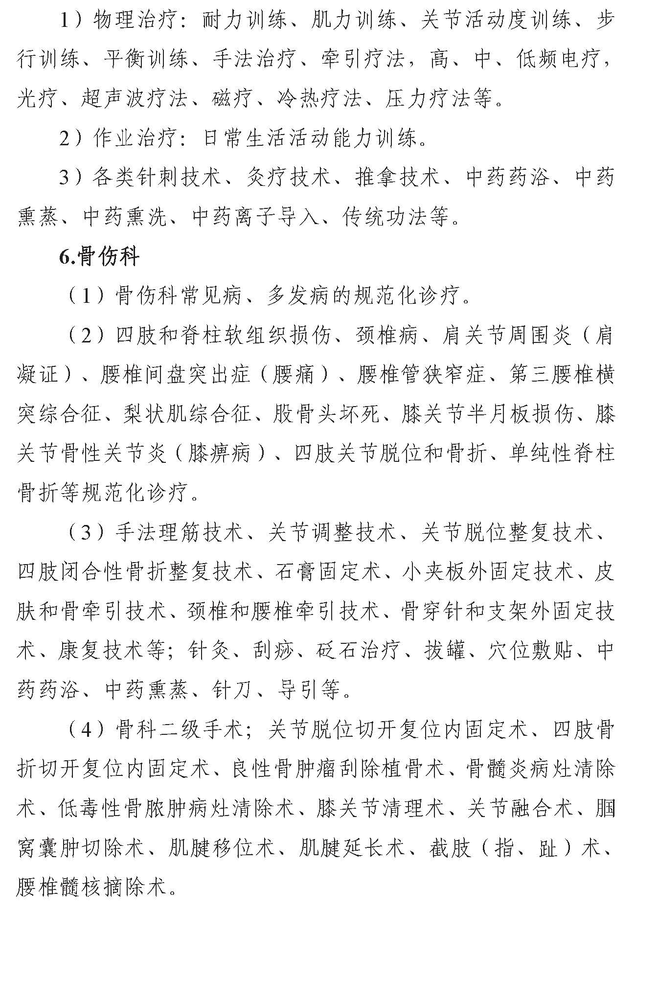 1）物理治疗：耐力训练、肌力训练、关节活动度训练、步
行训练、平衡训练、手法治疗、牵引疗法，高、中、低频电疗，
光疗、超声波疗法、磁疗、冷热疗法、压力疗法等。
2）作业治疗：日常生活活动能力训练。
3）各类针刺技术、灸疗技术、推拿技术、中药药浴、中药
熏蒸、中药熏洗、中药离子导入、传统功法等。
6.骨伤科
（1）骨伤科常见病、多发病的规范化诊疗。
（2）四肢和脊柱软组织损伤、颈椎病、肩关节周围炎（肩
凝证）、腰椎间盘突出症（腰痛）、腰椎管狭窄症、第三腰椎横
突综合征、梨状肌综合征、股骨头坏死、膝关节半月板损伤、膝
关节骨性关节炎（膝痹病）、四肢关节脱位和骨折、单纯性脊柱
骨折等规范化诊疗。
（3）手法理筋技术、关节调整技术、关节脱位整复技术、
四肢闭合性骨折整复技术、石膏固定术、小夹板外固定技术、皮
肤和骨牵引技术、颈椎和腰椎牵引技术、骨穿针和支架外固定技
术、康复技术等；针灸、刮痧、砭石治疗、拔罐、穴位敷贴、中
药药浴、中药熏蒸、针刀、导引等。
（4）骨科二级手术；关节脱位切开复位内固定术、四肢骨
折切开复位内固定术、良性骨肿瘤刮除植骨术、骨髓炎病灶清除
术、低毒性骨脓肿病灶清除术、膝关节清理术、关节融合术、腘
窝囊肿切除术、肌腱移位术、肌腱延长术、截肢（指、趾）术、
腰椎髓核摘除术。